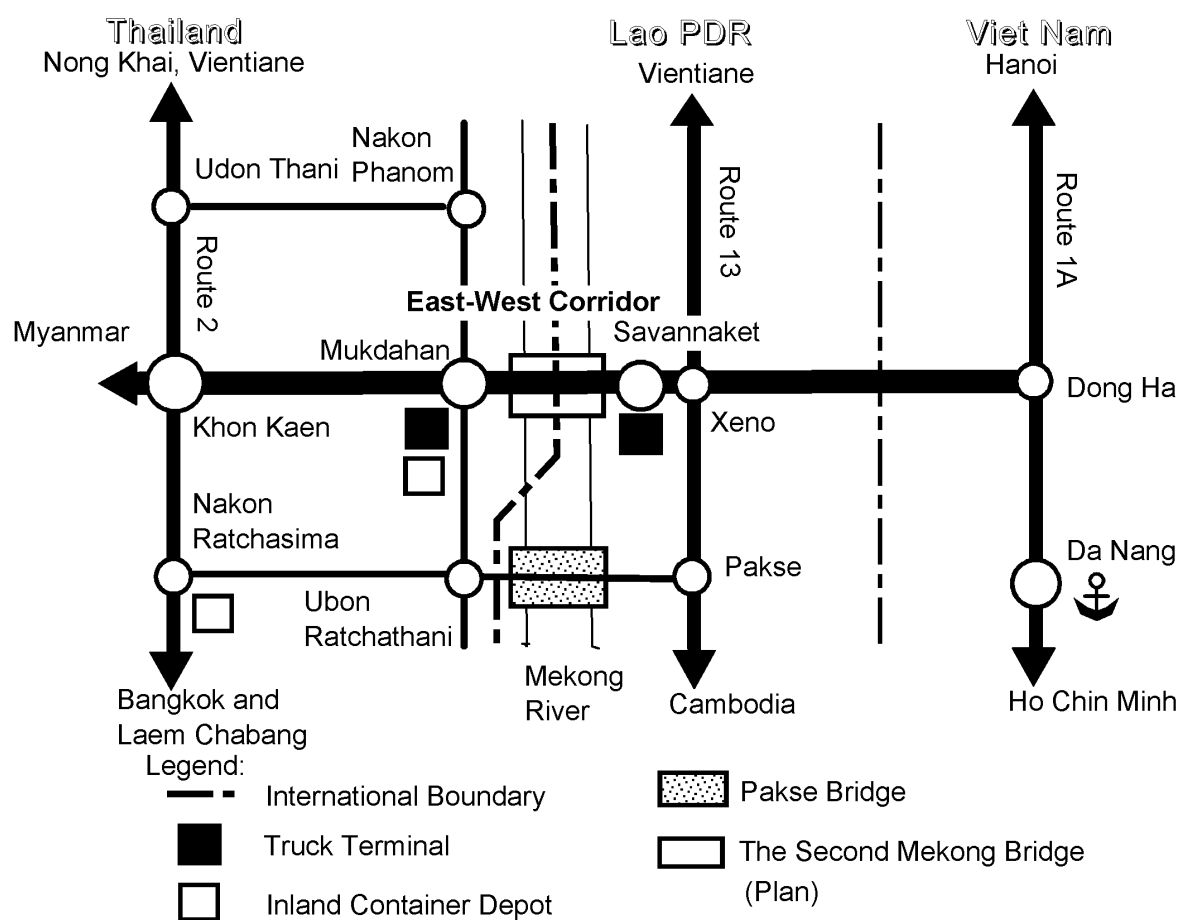 Thailand
Nong Khai, Vientiane
Lao PDR
Vientiane
Viet Nam
Hanoi
Nakon
Phanom
Udon Thani
Route 2
Route 13
Route 1A
East-West Corridor
Myanmar
Mukdahan
Savannaket
Khon Kaen
Xeno
Dong Ha
Nakon
Ratchasima
Ubon
Ratchathani
Pakse
Da Nang
Mekong
River
Bangkok and
Laem Chabang
Cambodia
Ho Chin Minh
Legend:
International Boundary
Truck Terminal
Inland Container Depot
Pakse Bridge
The Second Mekong Bridge
(Plan)